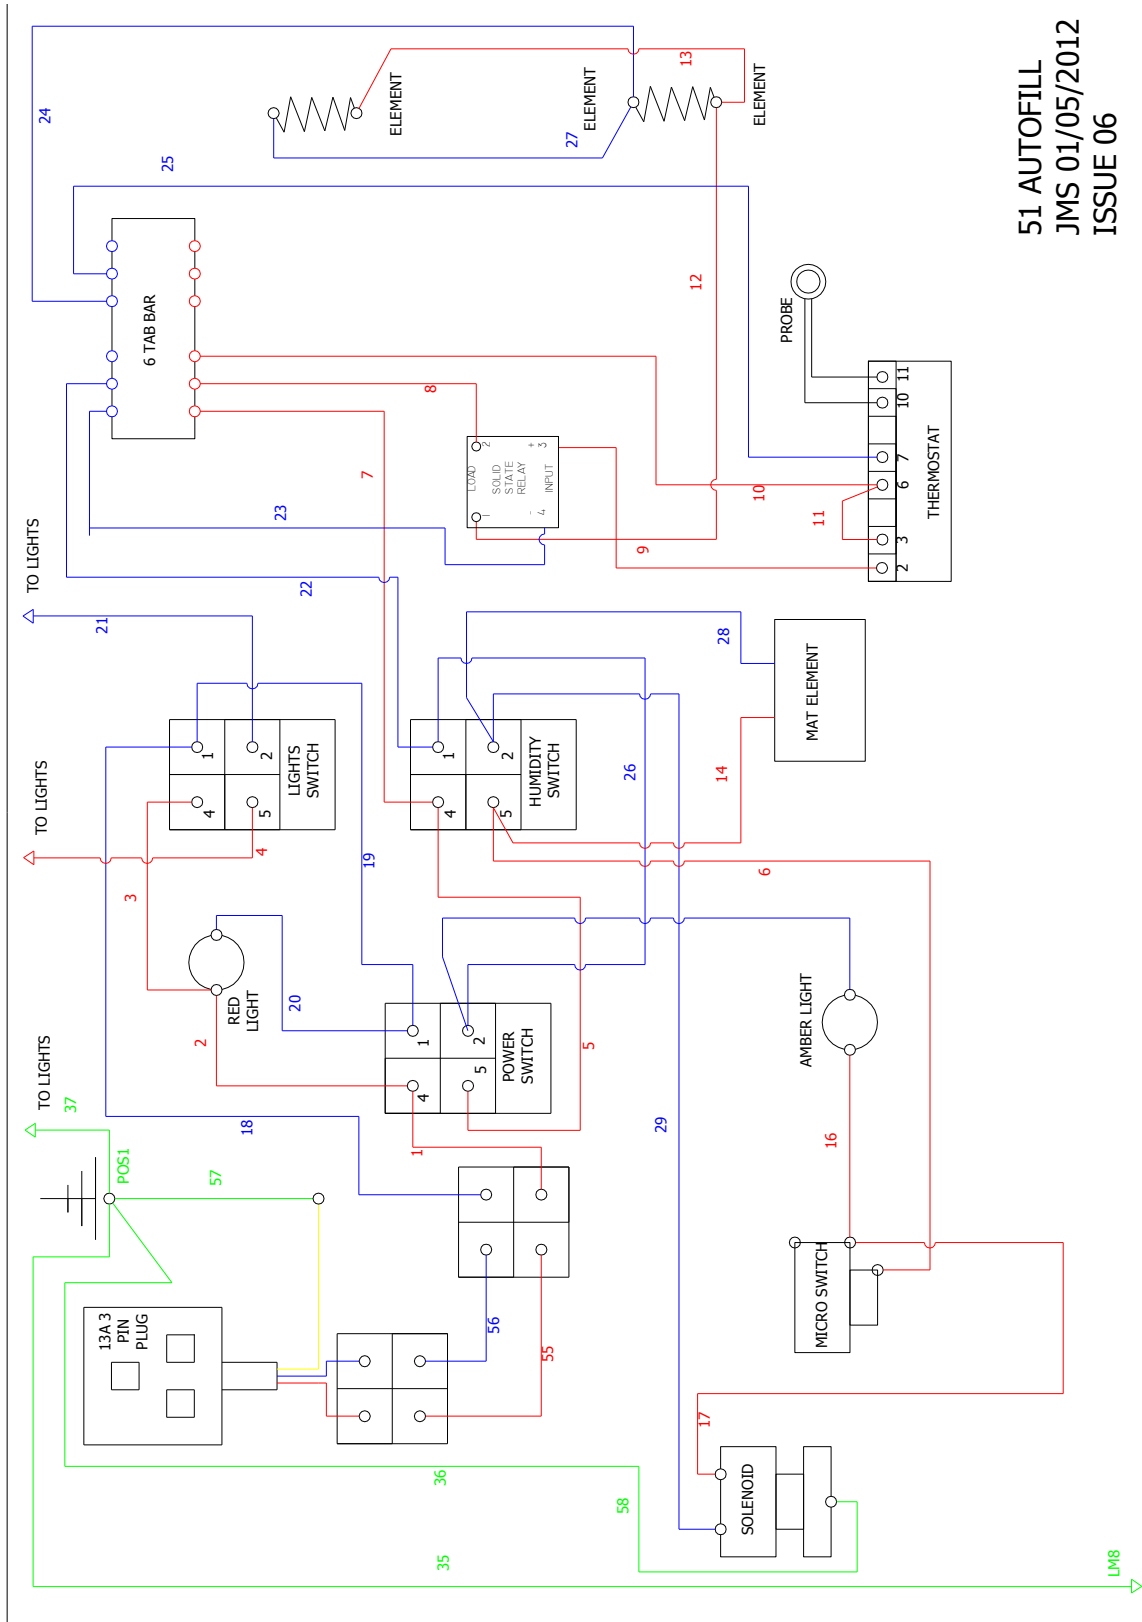 24
25
6 TAB BAR
13
ELEMENT
ELEMENT
ELEMENT
27
12
51 AUTOFILL
JMS 01/05/2012
ISSUE 06
PROBE
8
7
10
11
9
LOAD
SOLID
STATE
RELAY
INPUT
1
2
- 4
+ 3
THERMOSTAT
2
3
6
7
10
11
TO LIGHTS
21
22
23
TO LIGHTS
LIGHTS
SWITCH
1
2
4
5
HUMIDITY
SWITCH
1
2
4
5
28
MAT ELEMENT
14
26
3
4
19
6
RED
LIGHT
20
2
POWER
SWITCH
1
2
4
5
5
AMBER LIGHT
TO LIGHTS
37
POS1
57
18
1
29
16
13A 3
PIN
PLUG
56
55
MICRO SWITCH
17
SOLENOID
36
58
35
LM8